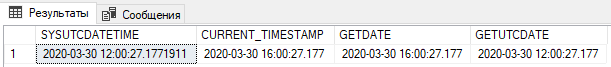 Результаты Сообщения
SYSUTCDATETIME CURRENT_TIMESTAMP GETDATE GETUTCDATE
1 2020-03-30 12:00:27.1771911 2020-03-30 16:00:27.177 2020-03-30 16:00:27.177 2020-03-30 12:00:27.177